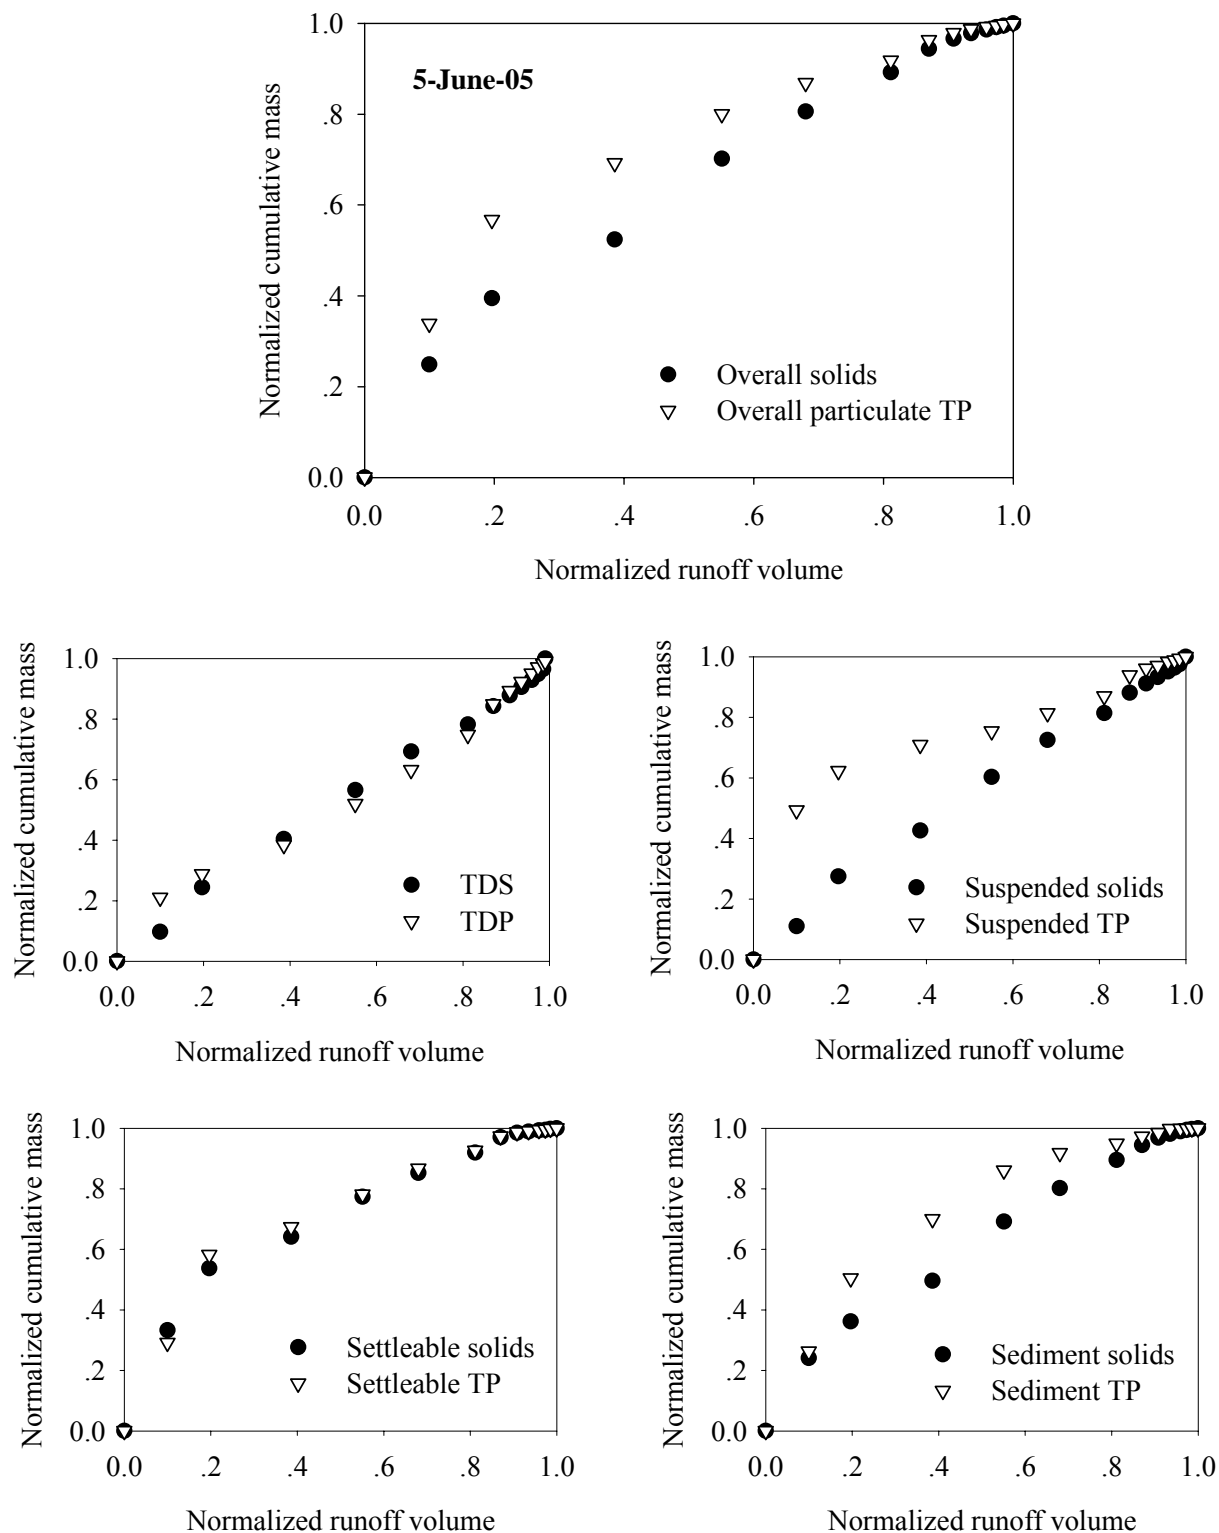 Normalized cumulative mass
1.0
.8
.6
.4
.2
0.0
5-June-05
Overall solids
Overall particulate TP
0.0 .2 .4 .6 .8 1.0
Normalized runoff volume
Normalized cumulative mass
1.0
.8
.6
.4
.2
0.0
TDS
TDP
0.0 .2 .4 .6 .8 1.0
Normalized runoff volume
Normalized cumulative mass
1.0
.8
.6
.4
.2
0.0
Suspended solids
Suspended TP
0.0 .2 .4 .6 .8 1.0
Normalized runoff volume
Normalized cumulative mass
1.0
.8
.6
.4
.2
0.0
Settleable solids
Settleable TP
0.0 .2 .4 .6 .8 1.0
Normalized runoff volume
Normalized cumulative mass
1.0
.8
.6
.4
.2
0.0
Sediment solids
Sediment TP
0.0 .2 .4 .6 .8 1.0
Normalized runoff volume